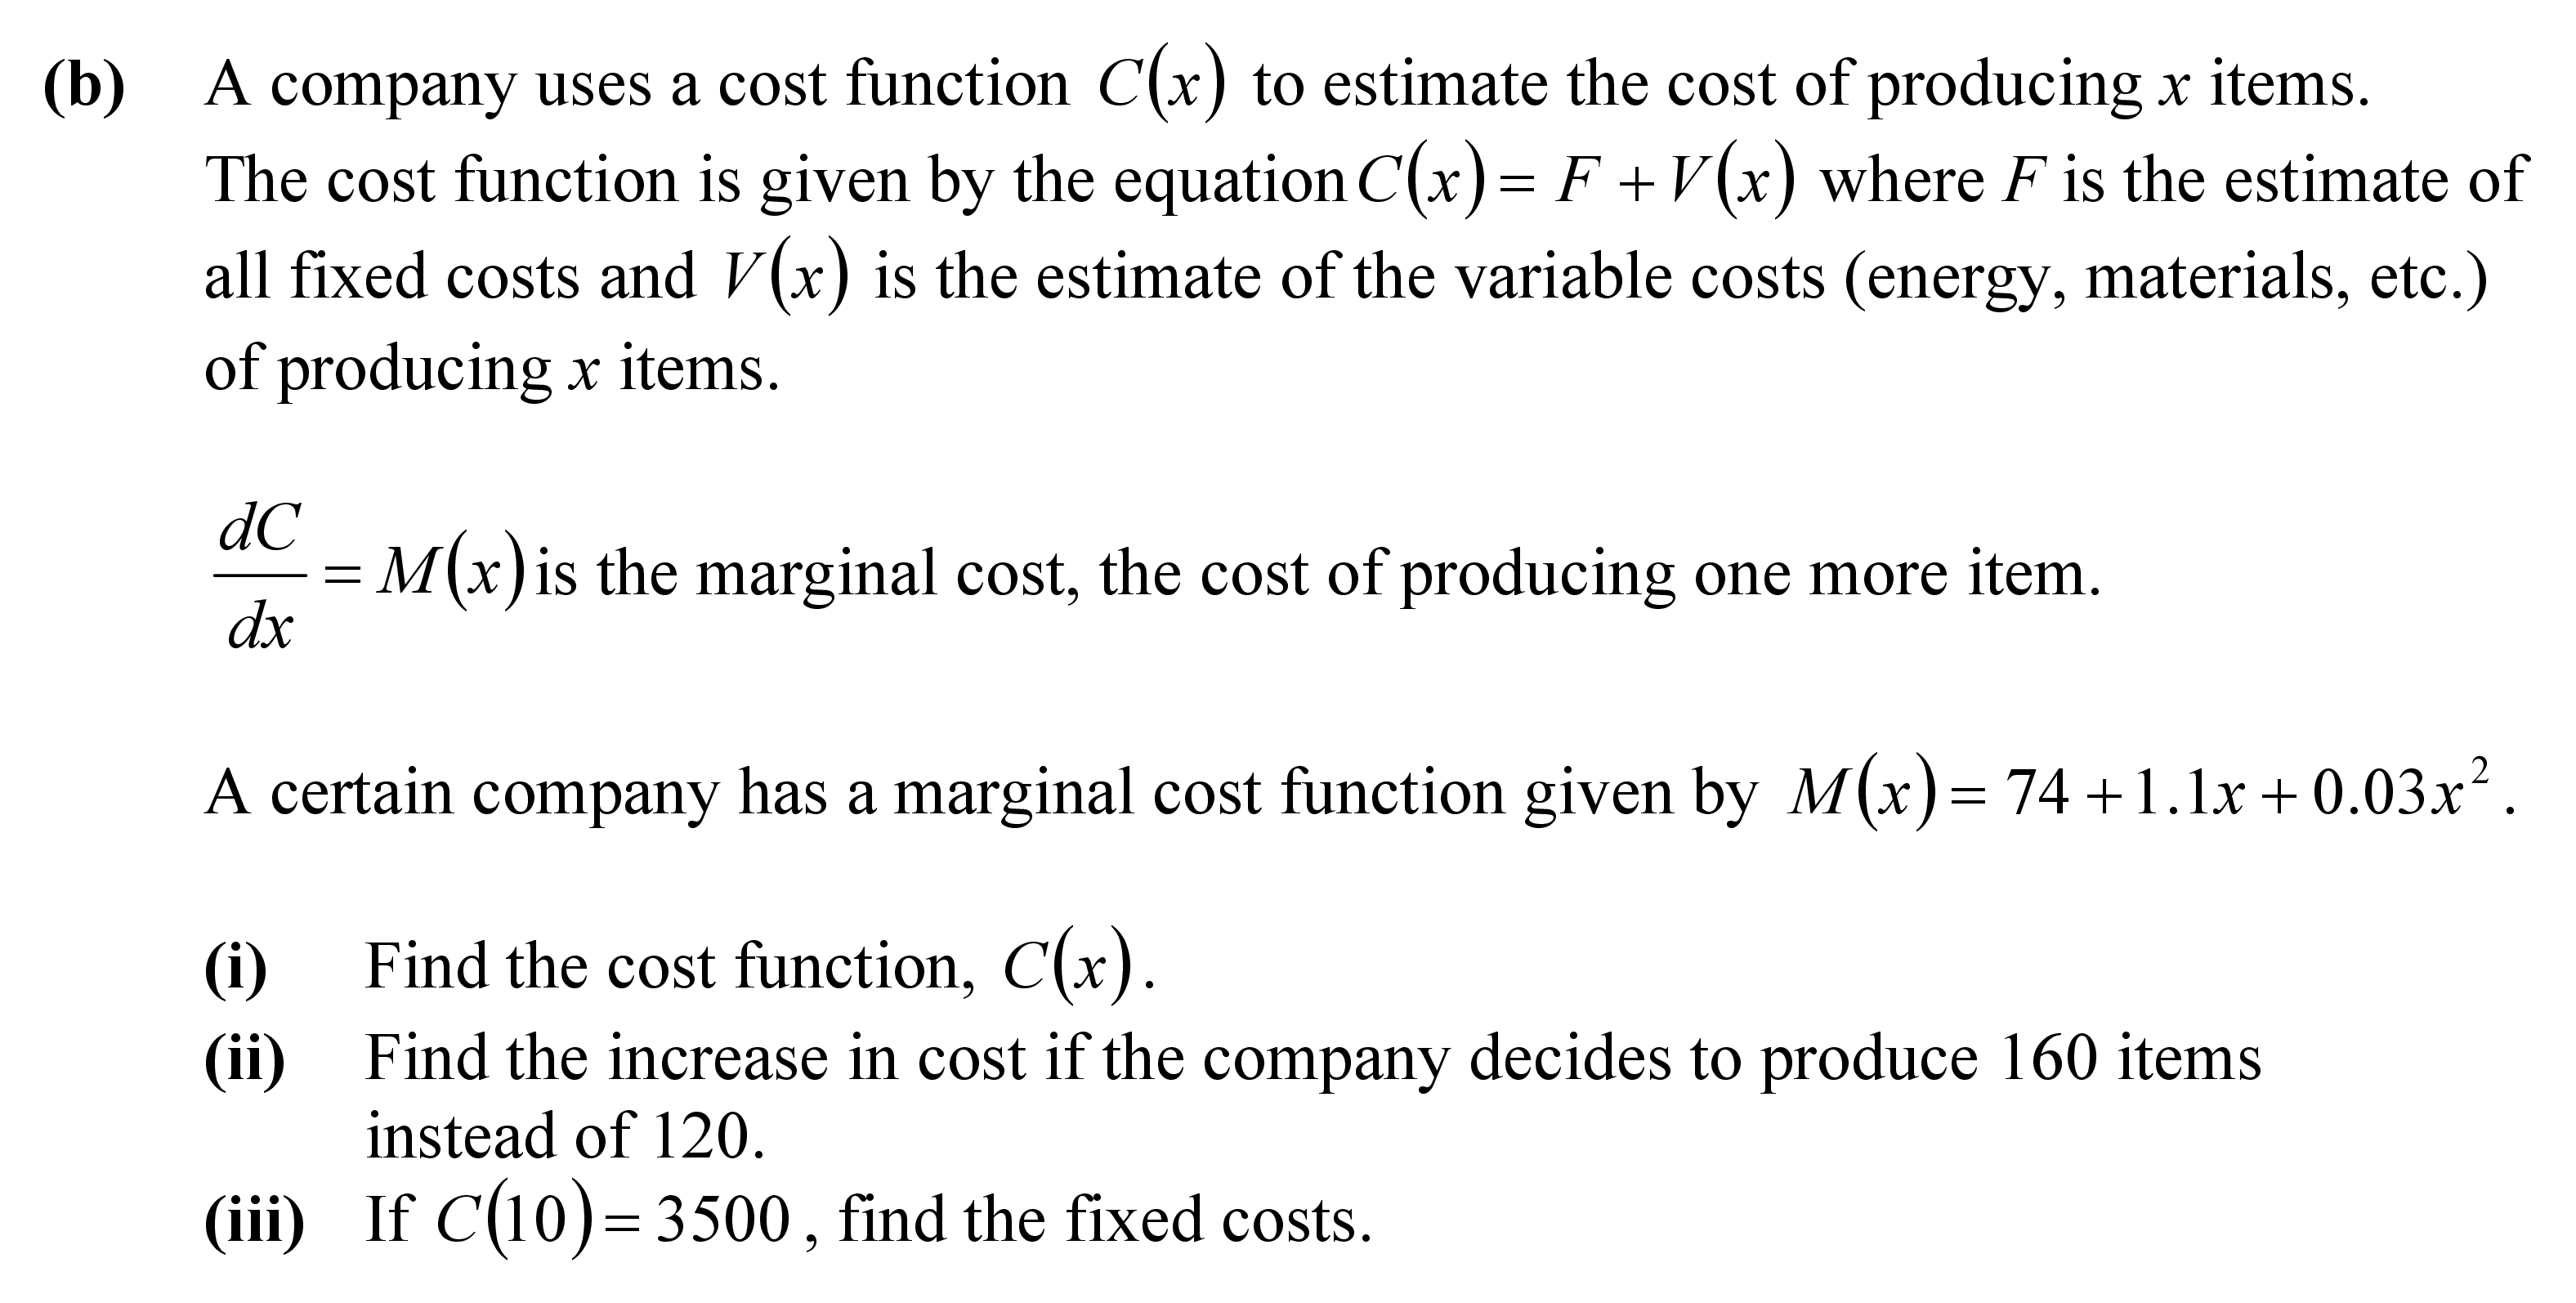 (b) A company uses a cost function C(x) to estimate the cost of producing x items.
The cost function is given by the equation C(x) = F + V(x) where F is the estimate of
all fixed costs and V(x) is the estimate of the variable costs (energy, materials, etc.)
of producing x items.
dC/dx = M(x) is the marginal cost, the cost of producing one more item.
A certain company has a marginal cost function given by M(x) = 74 + 1.1x + 0.03x².
(i) Find the cost function, C(x).
(ii) Find the increase in cost if the company decides to produce 160 items
instead of 120.
(iii) If C(10) = 3500, find the fixed costs.